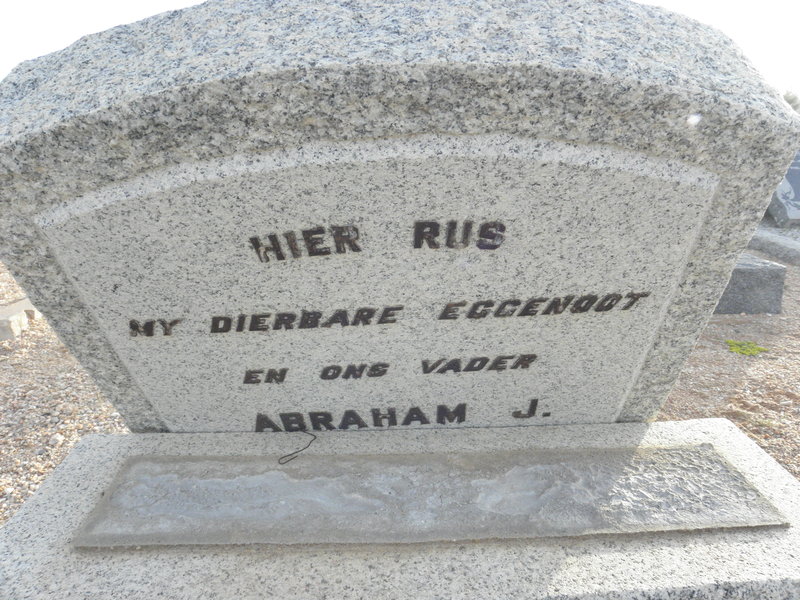 HIER RUS
MY DIERBARE EGGENOOT
EN ONS VADER
ABRAHAM J.